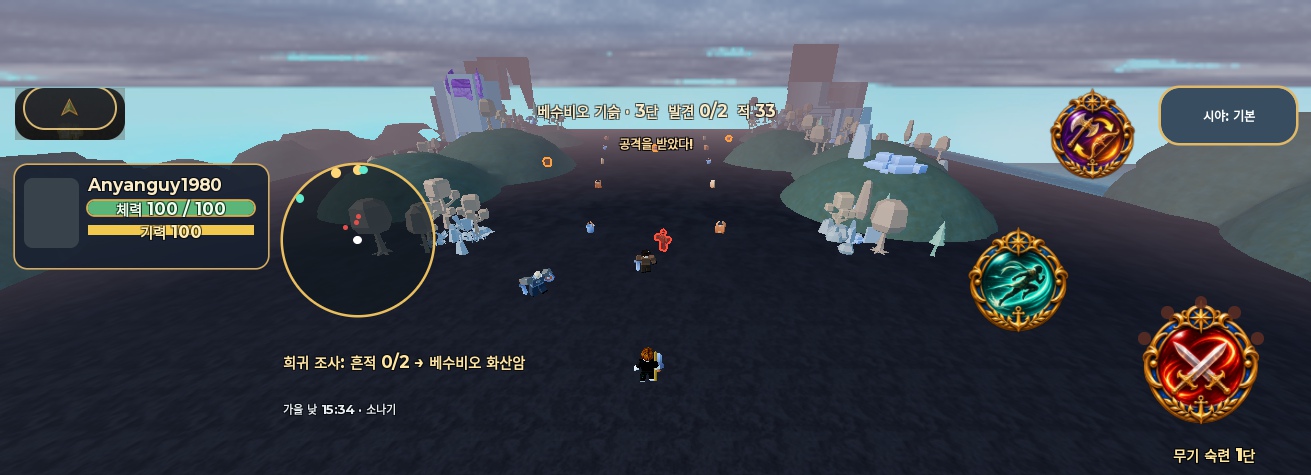 베수비오 기슭 · 3단 발견 0/2 적 33
공격을 받았다!
시야: 기본
Anyanguy1980
체력 100 / 100
기력 100
희귀 조사: 흔적 0/2 → 베수비오 화산암
가을 낮 15:34 · 소나기
무기 숙련 1단